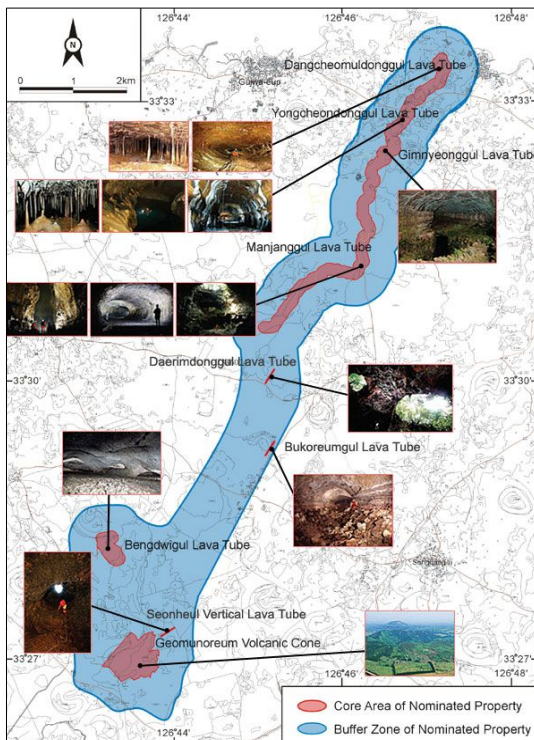 126°44'
126°46'
126°48'
N
0 1 2km
Dangcheomuldonggul Lava Tube
Gujwa-Eup
33°33'
33°33'
Yongcheondonggul Lava Tube
Gimnyeonggul Lava Tube
Manjanggul Lava Tube
Daerimdonggul Lava Tube
33°30'
33°30'
Bukoreumgul Lava Tube
Bengdwigul Lava Tube
Seonheul Vertical Lava Tube
Geomunoreum Volcanic Cone
33°27'
33°27'
Core Area of Nominated Property
Buffer Zone of Nominated Property
126°44'
126°46'
126°48'